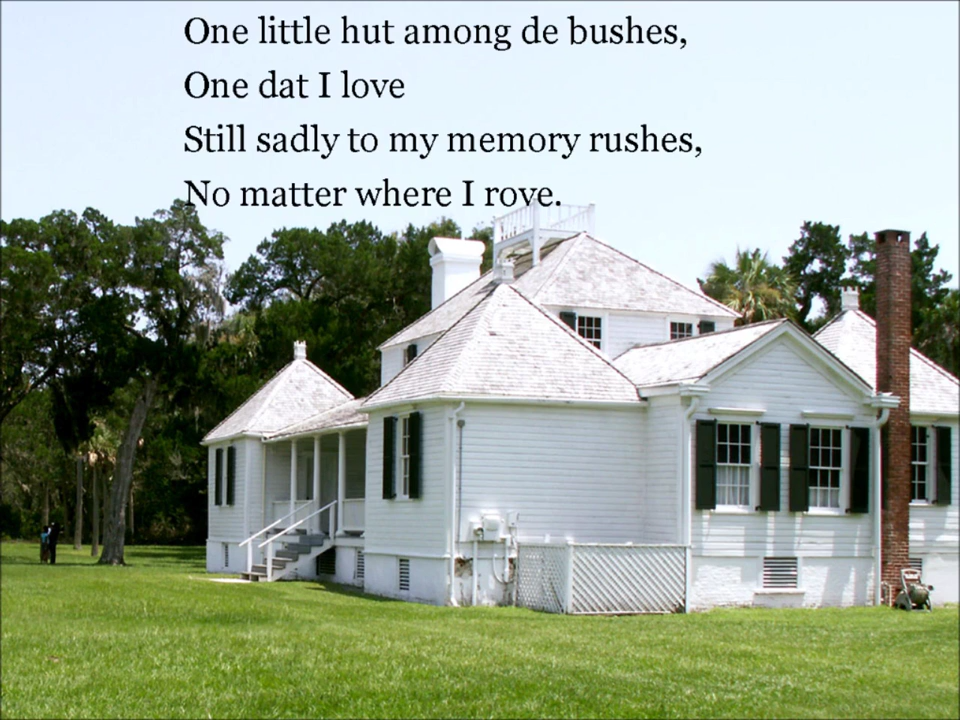 One little hut among de bushes,
One dat I love
Still sadly to my memory rushes,
No matter where I rove.